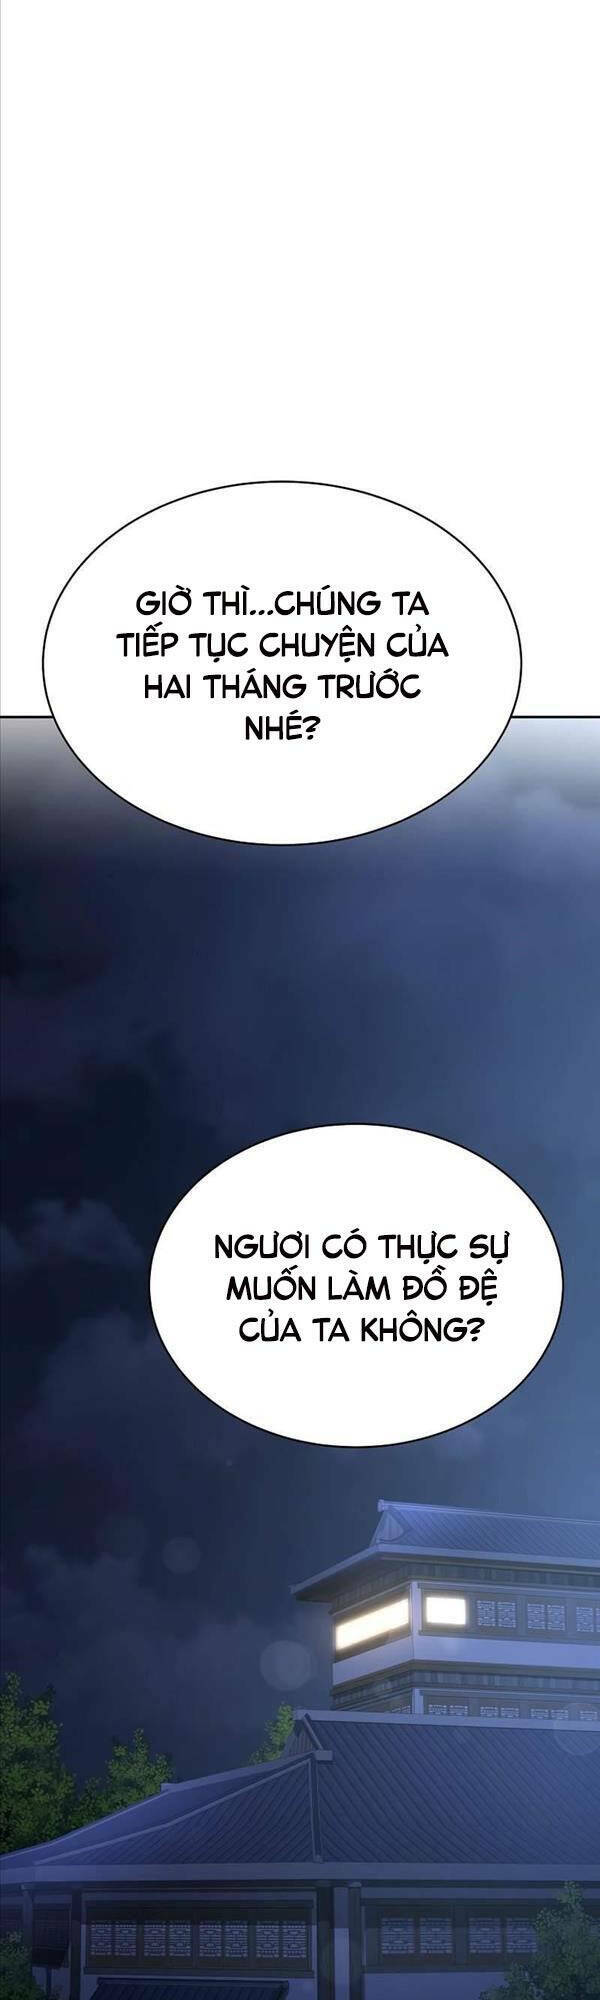 GIỜ THÌ...CHÚNG TA
TIẾP TỤC CHUYỆN CỦA
HAI THÁNG TRƯỚC
NHÉ?
NGƯƠI CÓ THỰC SỰ
MUỐN LÀM ĐỒ ĐỆ
CỦA TA KHÔNG?